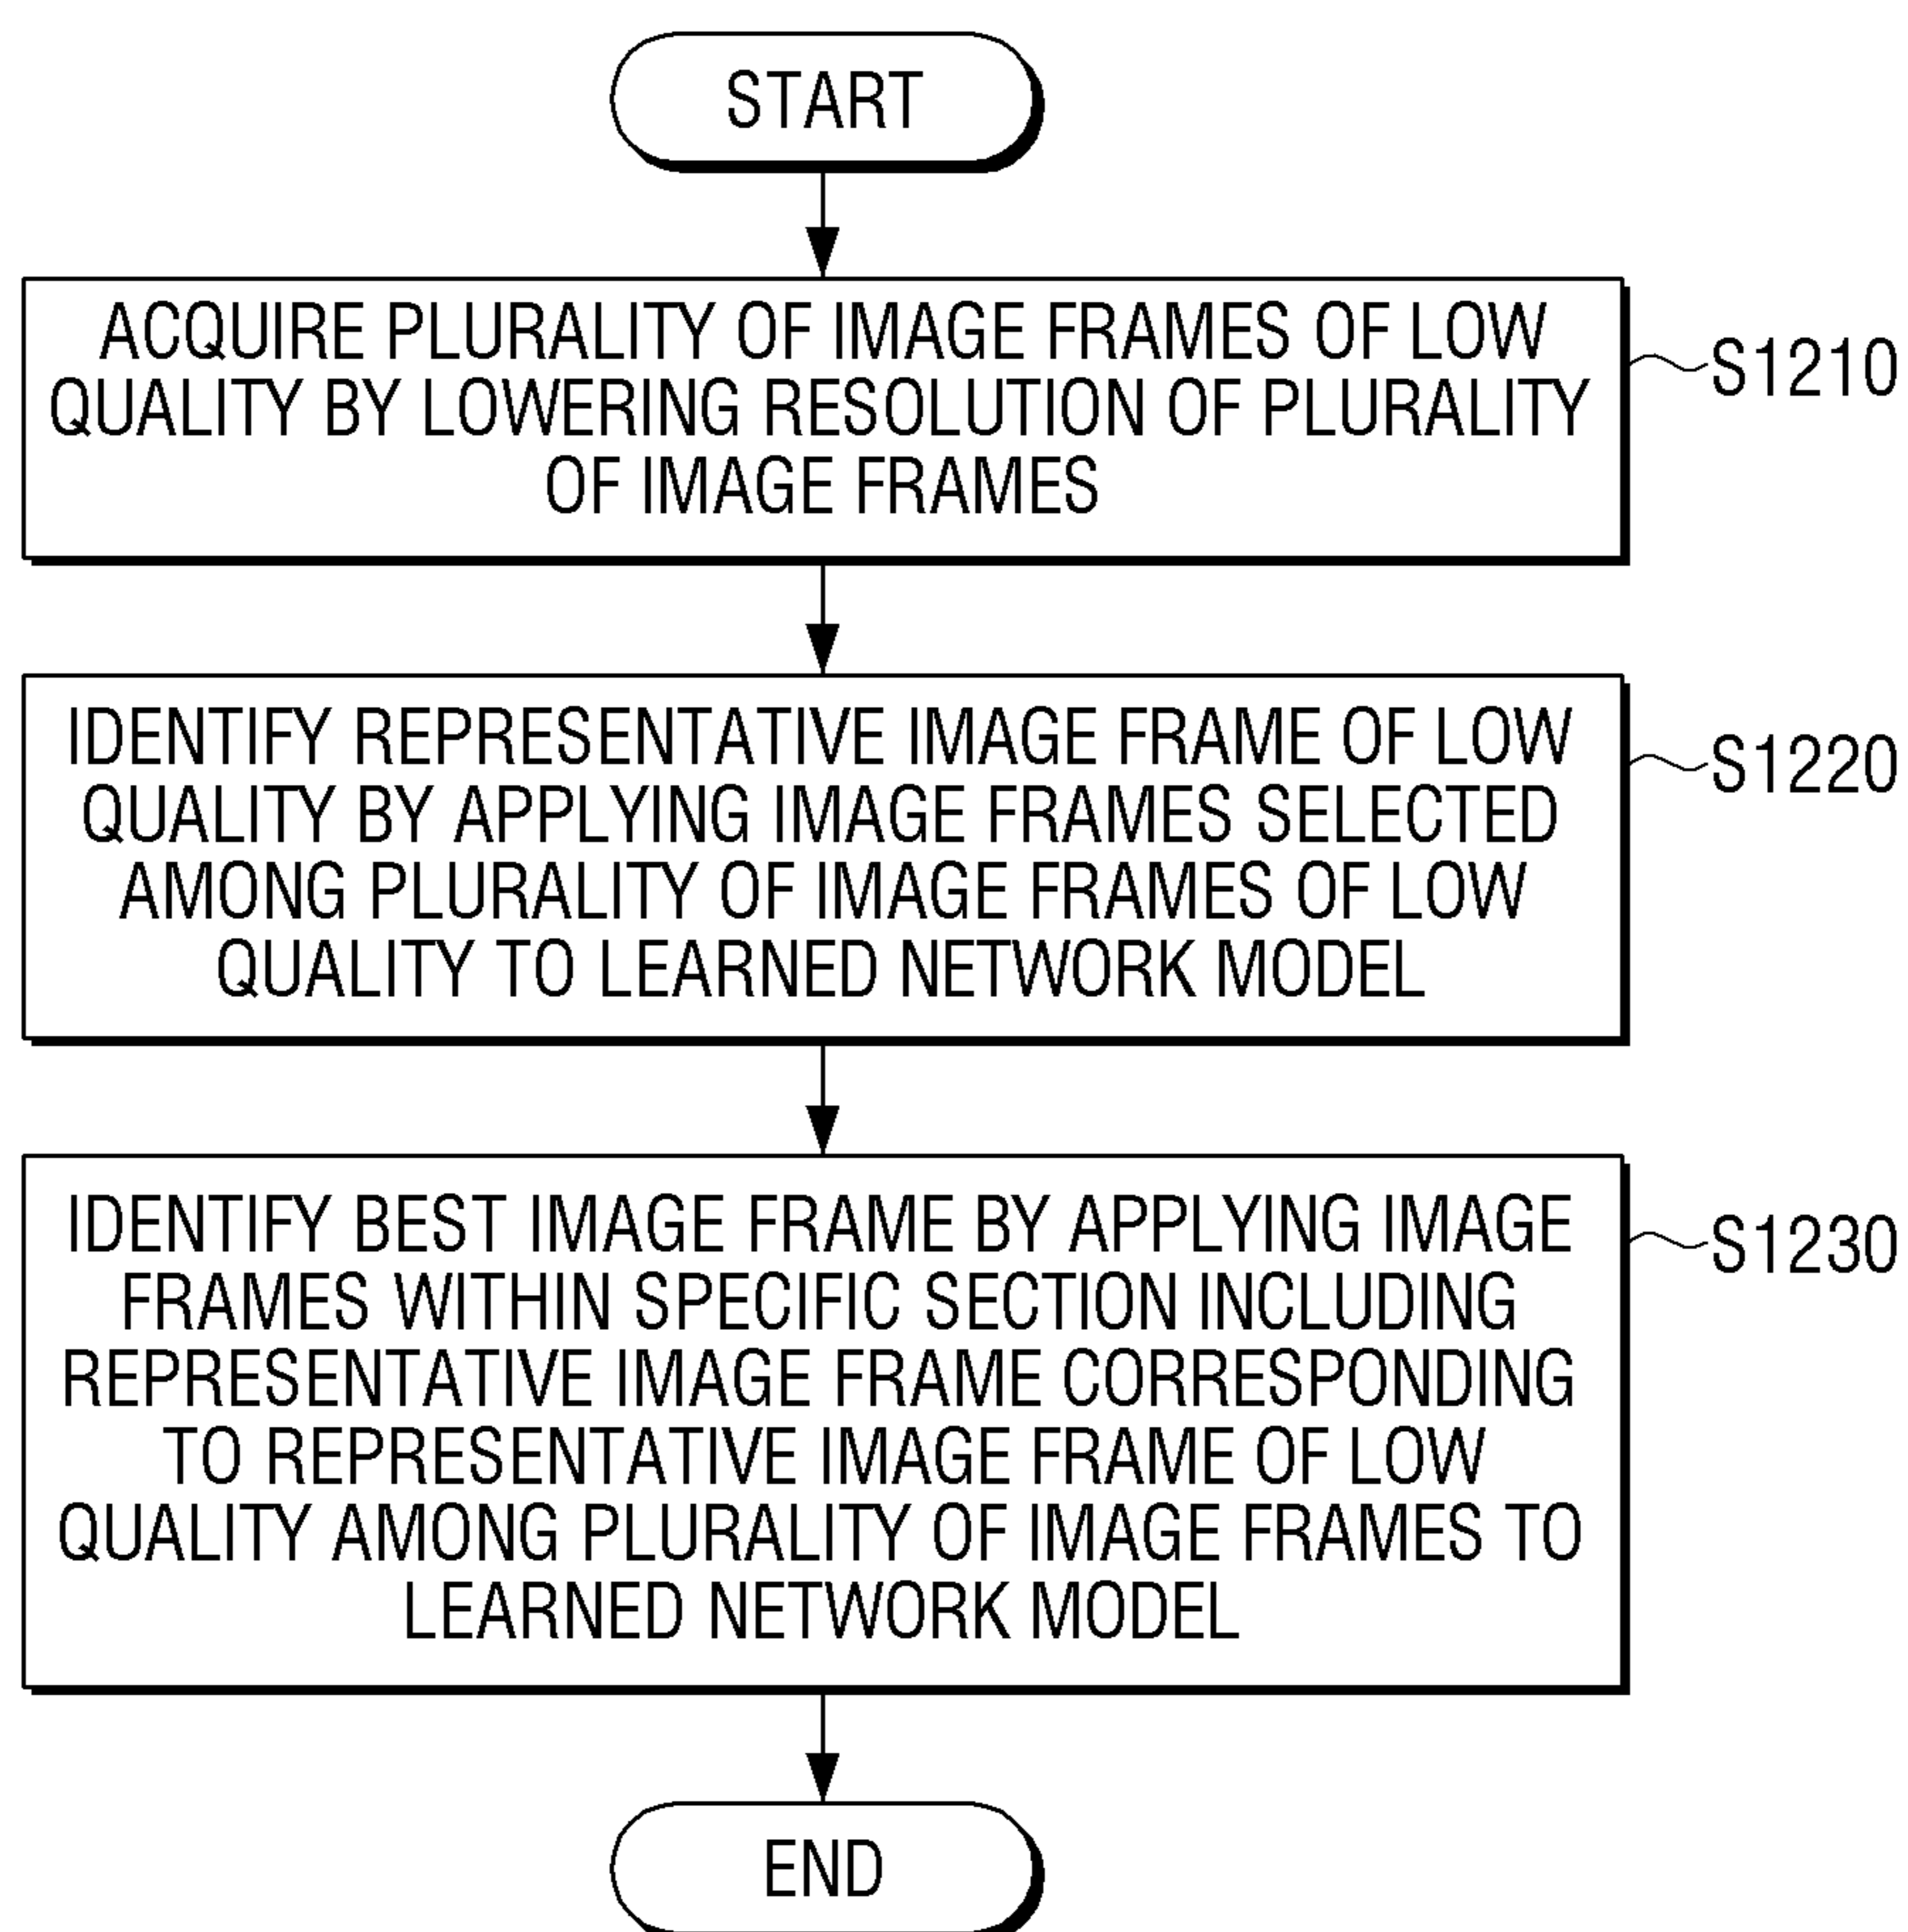 START
ACQUIRE PLURALITY OF IMAGE FRAMES OF LOW
QUALITY BY LOWERING RESOLUTION OF PLURALITY
OF IMAGE FRAMES
S1210
IDENTIFY REPRESENTATIVE IMAGE FRAME OF LOW
QUALITY BY APPLYING IMAGE FRAMES SELECTED
AMONG PLURALITY OF IMAGE FRAMES OF LOW
QUALITY TO LEARNED NETWORK MODEL
S1220
IDENTIFY BEST IMAGE FRAME BY APPLYING IMAGE
FRAMES WITHIN SPECIFIC SECTION INCLUDING
REPRESENTATIVE IMAGE FRAME CORRESPONDING
TO REPRESENTATIVE IMAGE FRAME OF LOW
QUALITY AMONG PLURALITY OF IMAGE FRAMES TO
LEARNED NETWORK MODEL
S1230
END